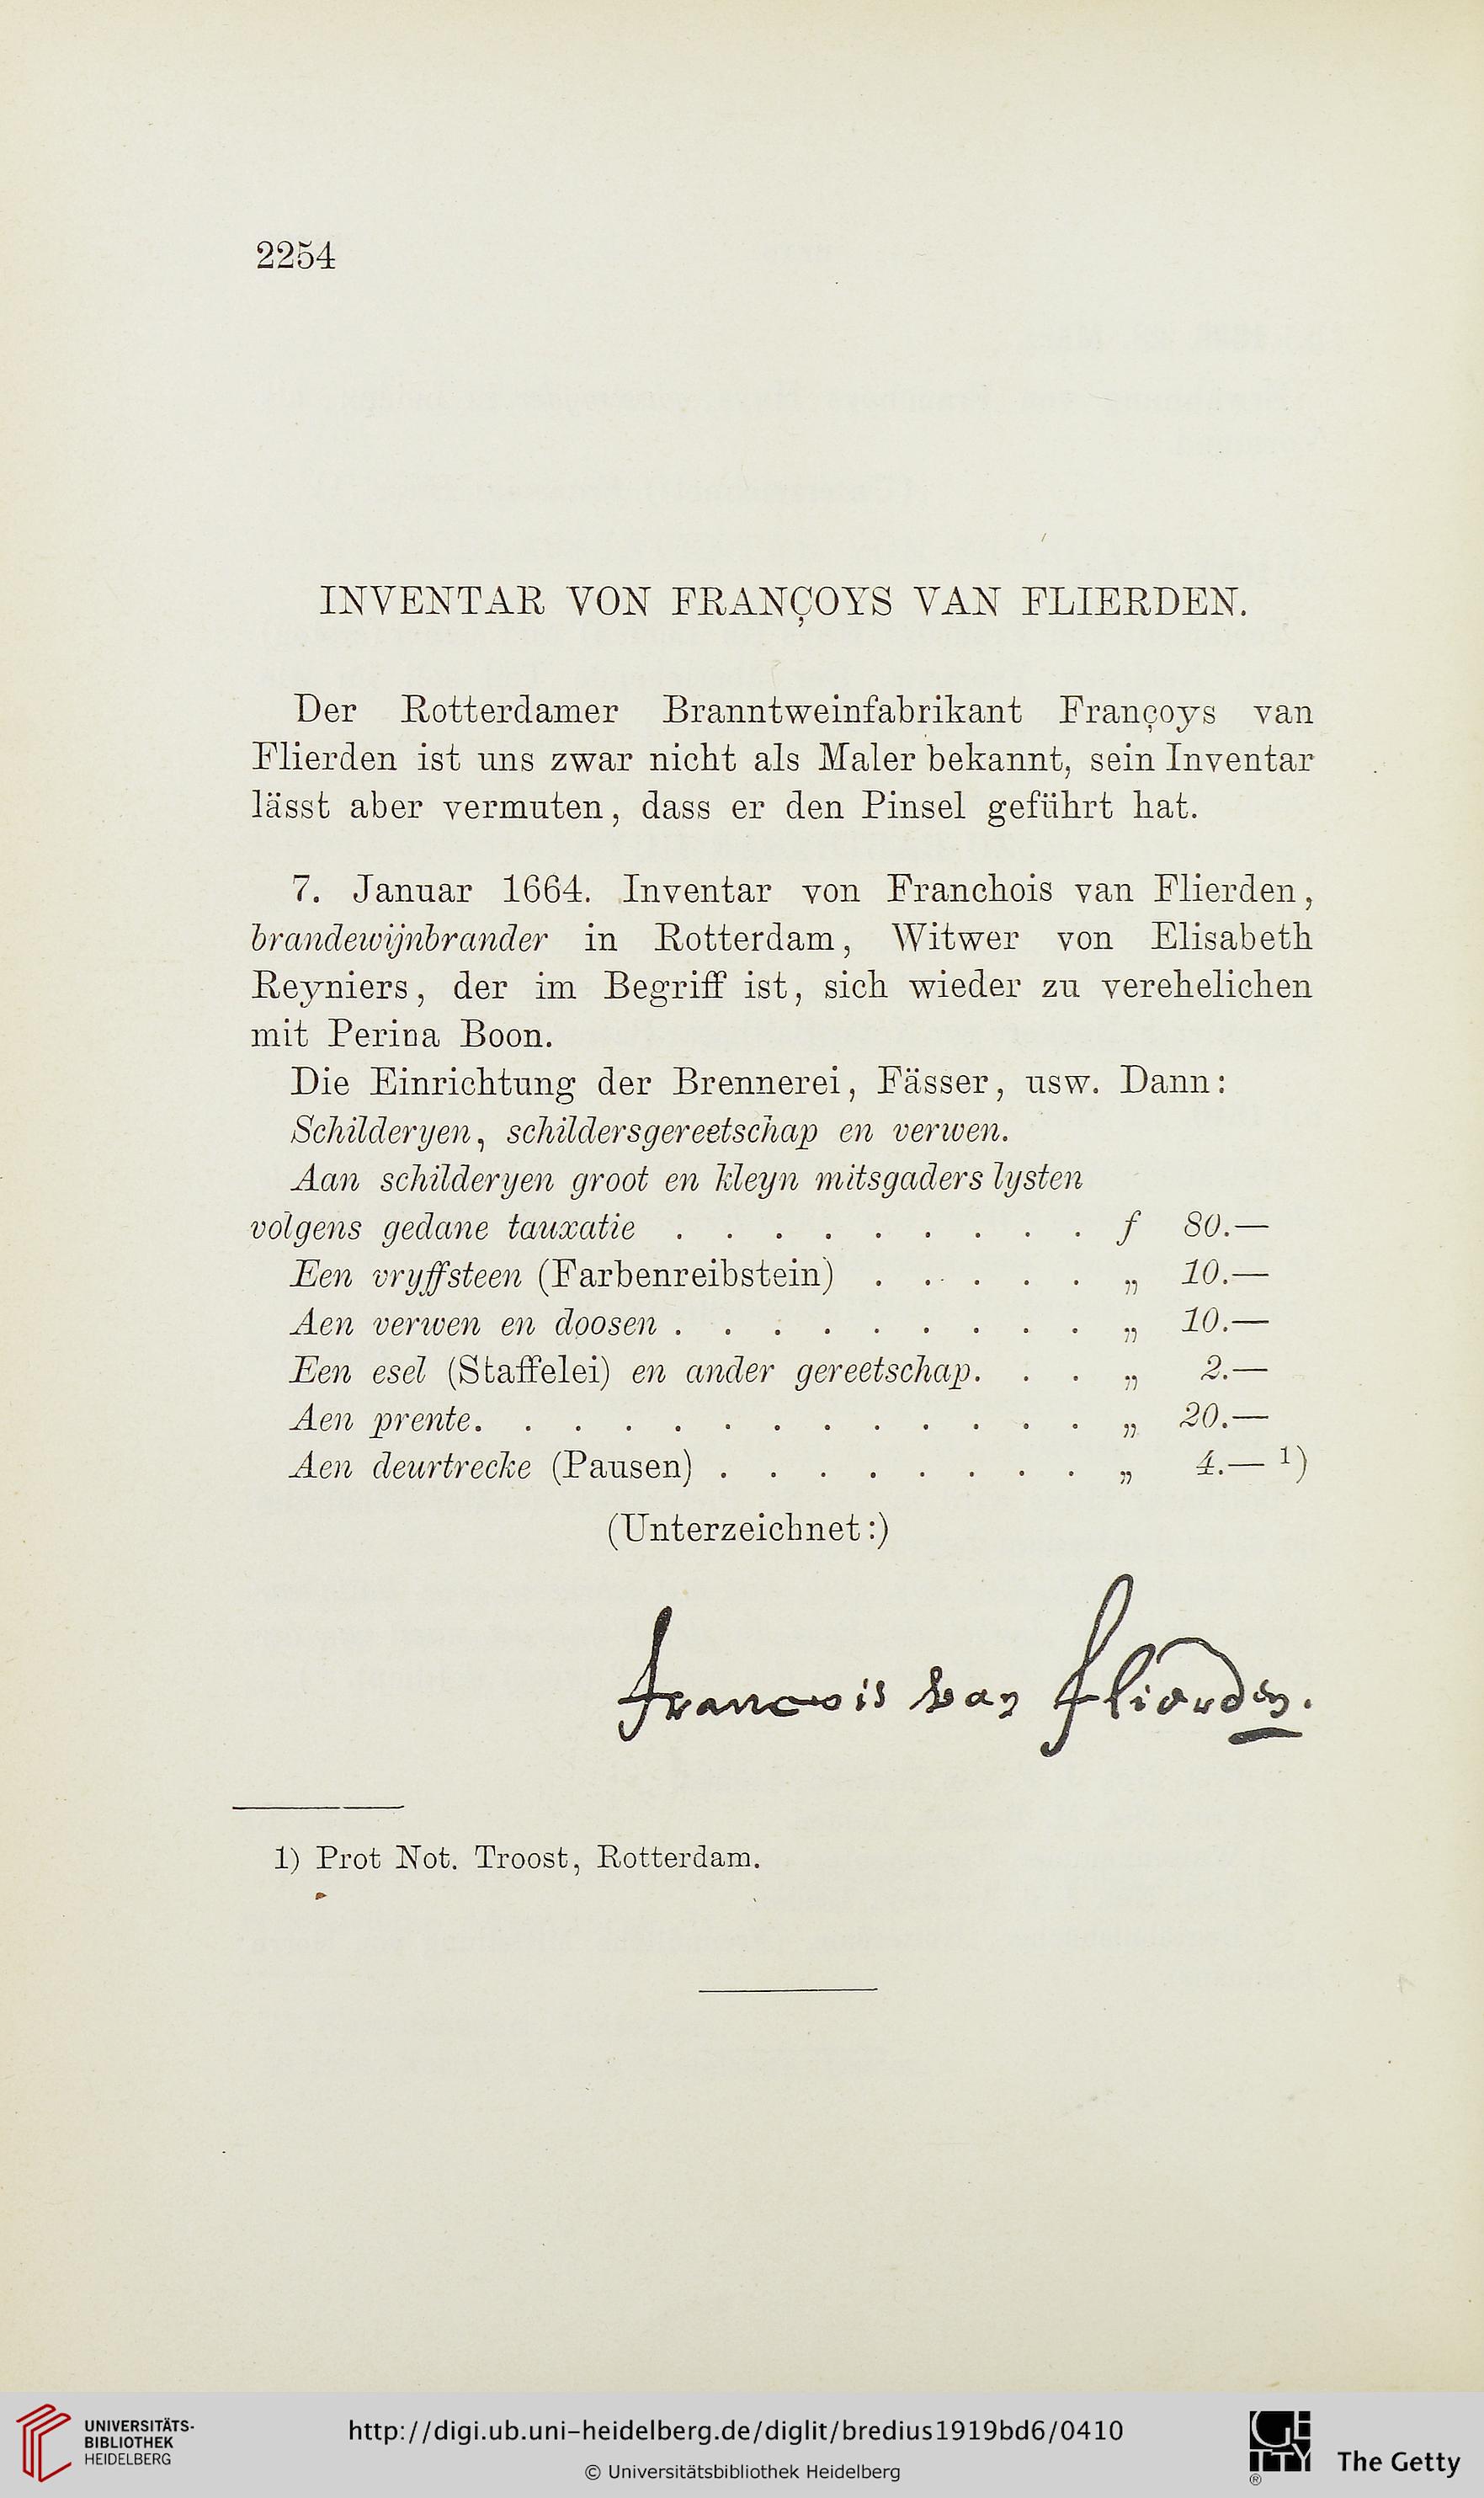 2254
INVENTAR VON FRANÇOYS VAN FLIERDEN.
Der Rotterdamer Branntweinfabrikant Françoys van
Flierden ist uns zwar nicht als Maler bekannt, sein Inventar
lässt aber vermuten, dass er den Pinsel geführt hat.
7. Januar 1664. Inventar von Franchois van Flierden,
brandewijnbrander in Rotterdam, Witwer von Elisabeth
Reyniers, der im Begriff ist, sich wieder zu verehelichen
mit Perina Boon.
Die Einrichtung der Brennerei, Fässer, usw. Dann:
Schilderyen, schildersgereetschap en verwen.
Aan schilderyen groot en kleyn mitsgaders lysten
volgens gedane tauxatie . . . . . . . . . f 80.—
Een vryffsteen (Farbenreibstein) . . . . . „ 10.—
Aen verwen en doosen . . . . . . . . . „ 10.—
Een esel (Staffelei) en ander gereetschap. . . „ 2.—
Aen prente. . . . . . . . . . . . . „ 20.—
Aen deurtrecke (Pausen) . . . . . . . . „ 4.— 1)
(Unterzeichnet:)
francois van flierden.
1) Prot Not. Troost, Rotterdam.
UNIVERSITÄTS-
BIBLIOTHEK
HEIDELBERG
http://digi.ub.uni-heidelberg.de/diglit/bredius1919bd6/0410
© Universitätsbibliothek Heidelberg
GETTY
®
The Getty